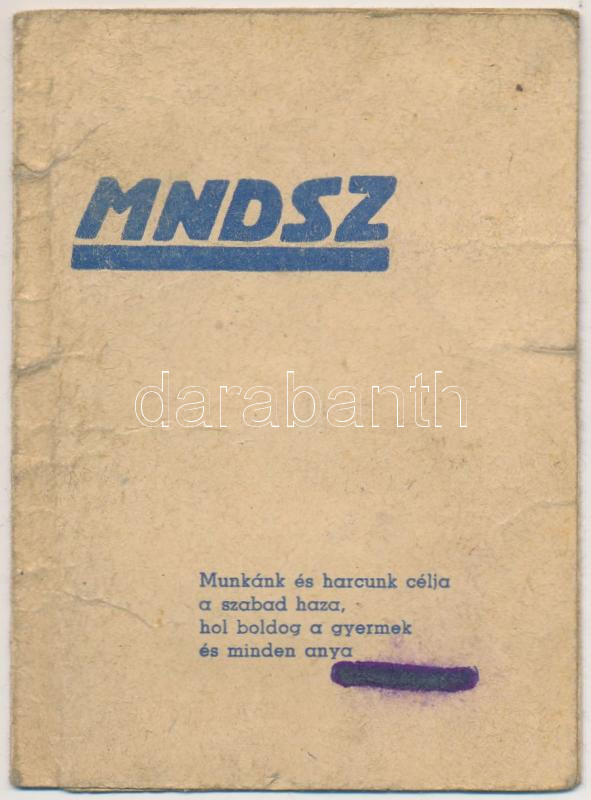 MNDSZ
darabanth
Munkánk és harcunk célja
a szabad haza,
hol boldog a gyermek
és minden anya